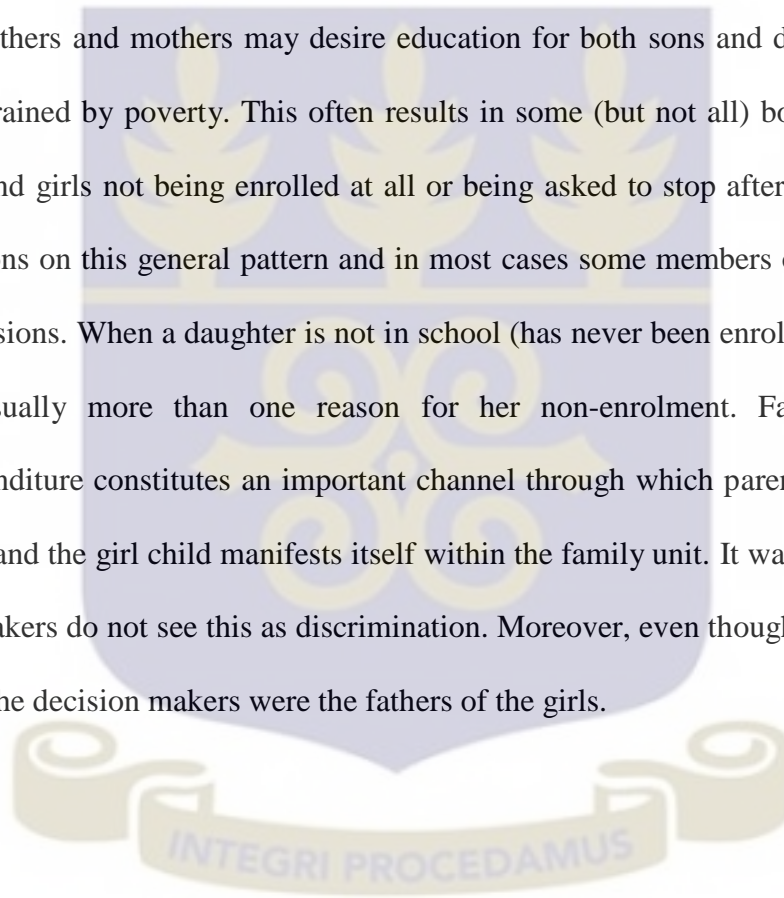 thers and mothers may desire education for both sons and d
rained by poverty. This often results in some (but not all) bo
nd girls not being enrolled at all or being asked to stop after
ons on this general pattern and in most cases some members
sions. When a daughter is not in school (has never been enrol
sually more than one reason for her non-enrolment. Fa
nditure constitutes an important channel through which paren
and the girl child manifests itself within the family unit. It wa
akers do not see this as discrimination. Moreover, even though
he decision makers were the fathers of the girls.
INTEGRI PROCEDAMUS